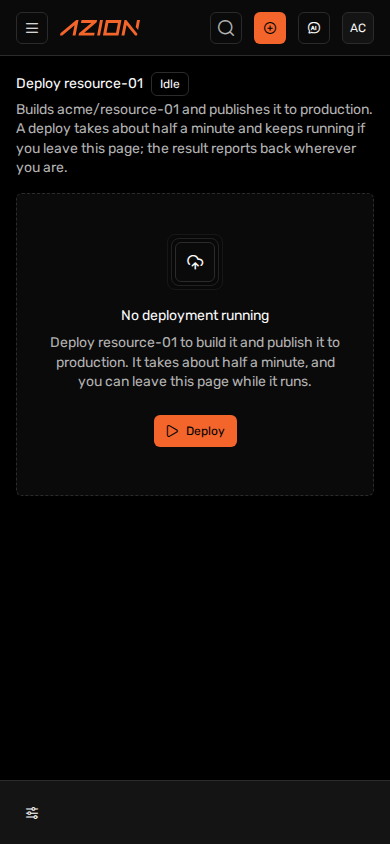 AZION
AI
AC
Deploy resource-01 Idle
Builds acme/resource-01 and publishes it to production.
A deploy takes about half a minute and keeps running if
you leave this page; the result reports back wherever
you are.
No deployment running
Deploy resource-01 to build it and publish it to
production. It takes about half a minute, and
you can leave this page while it runs.
Deploy